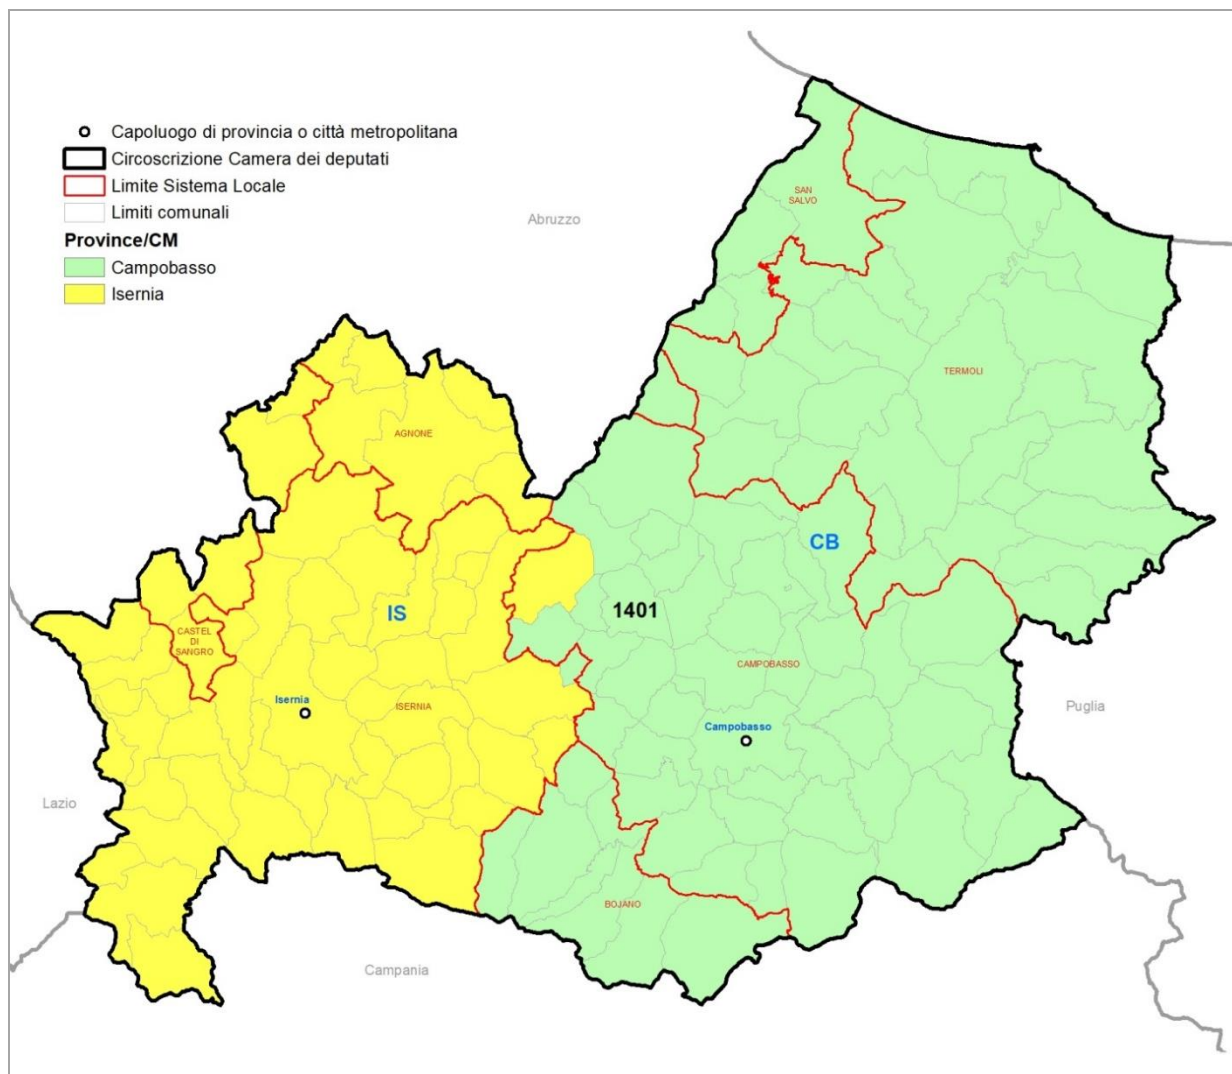 Capoluogo di provincia o città metropolitana
Circoscrizione Camera dei deputati
Limite Sistema Locale
Limiti comunali
Province/CM
Campobasso
Isernia
Abruzzo
SAN
SALVO
TERMOLI
AGNONE
CB
1401
IS
CASTEL
DI
SANGRO
CAMPOBASSO
Isernia
ISERNIA
Campobasso
Puglia
Lazio
BOJANO
Campania